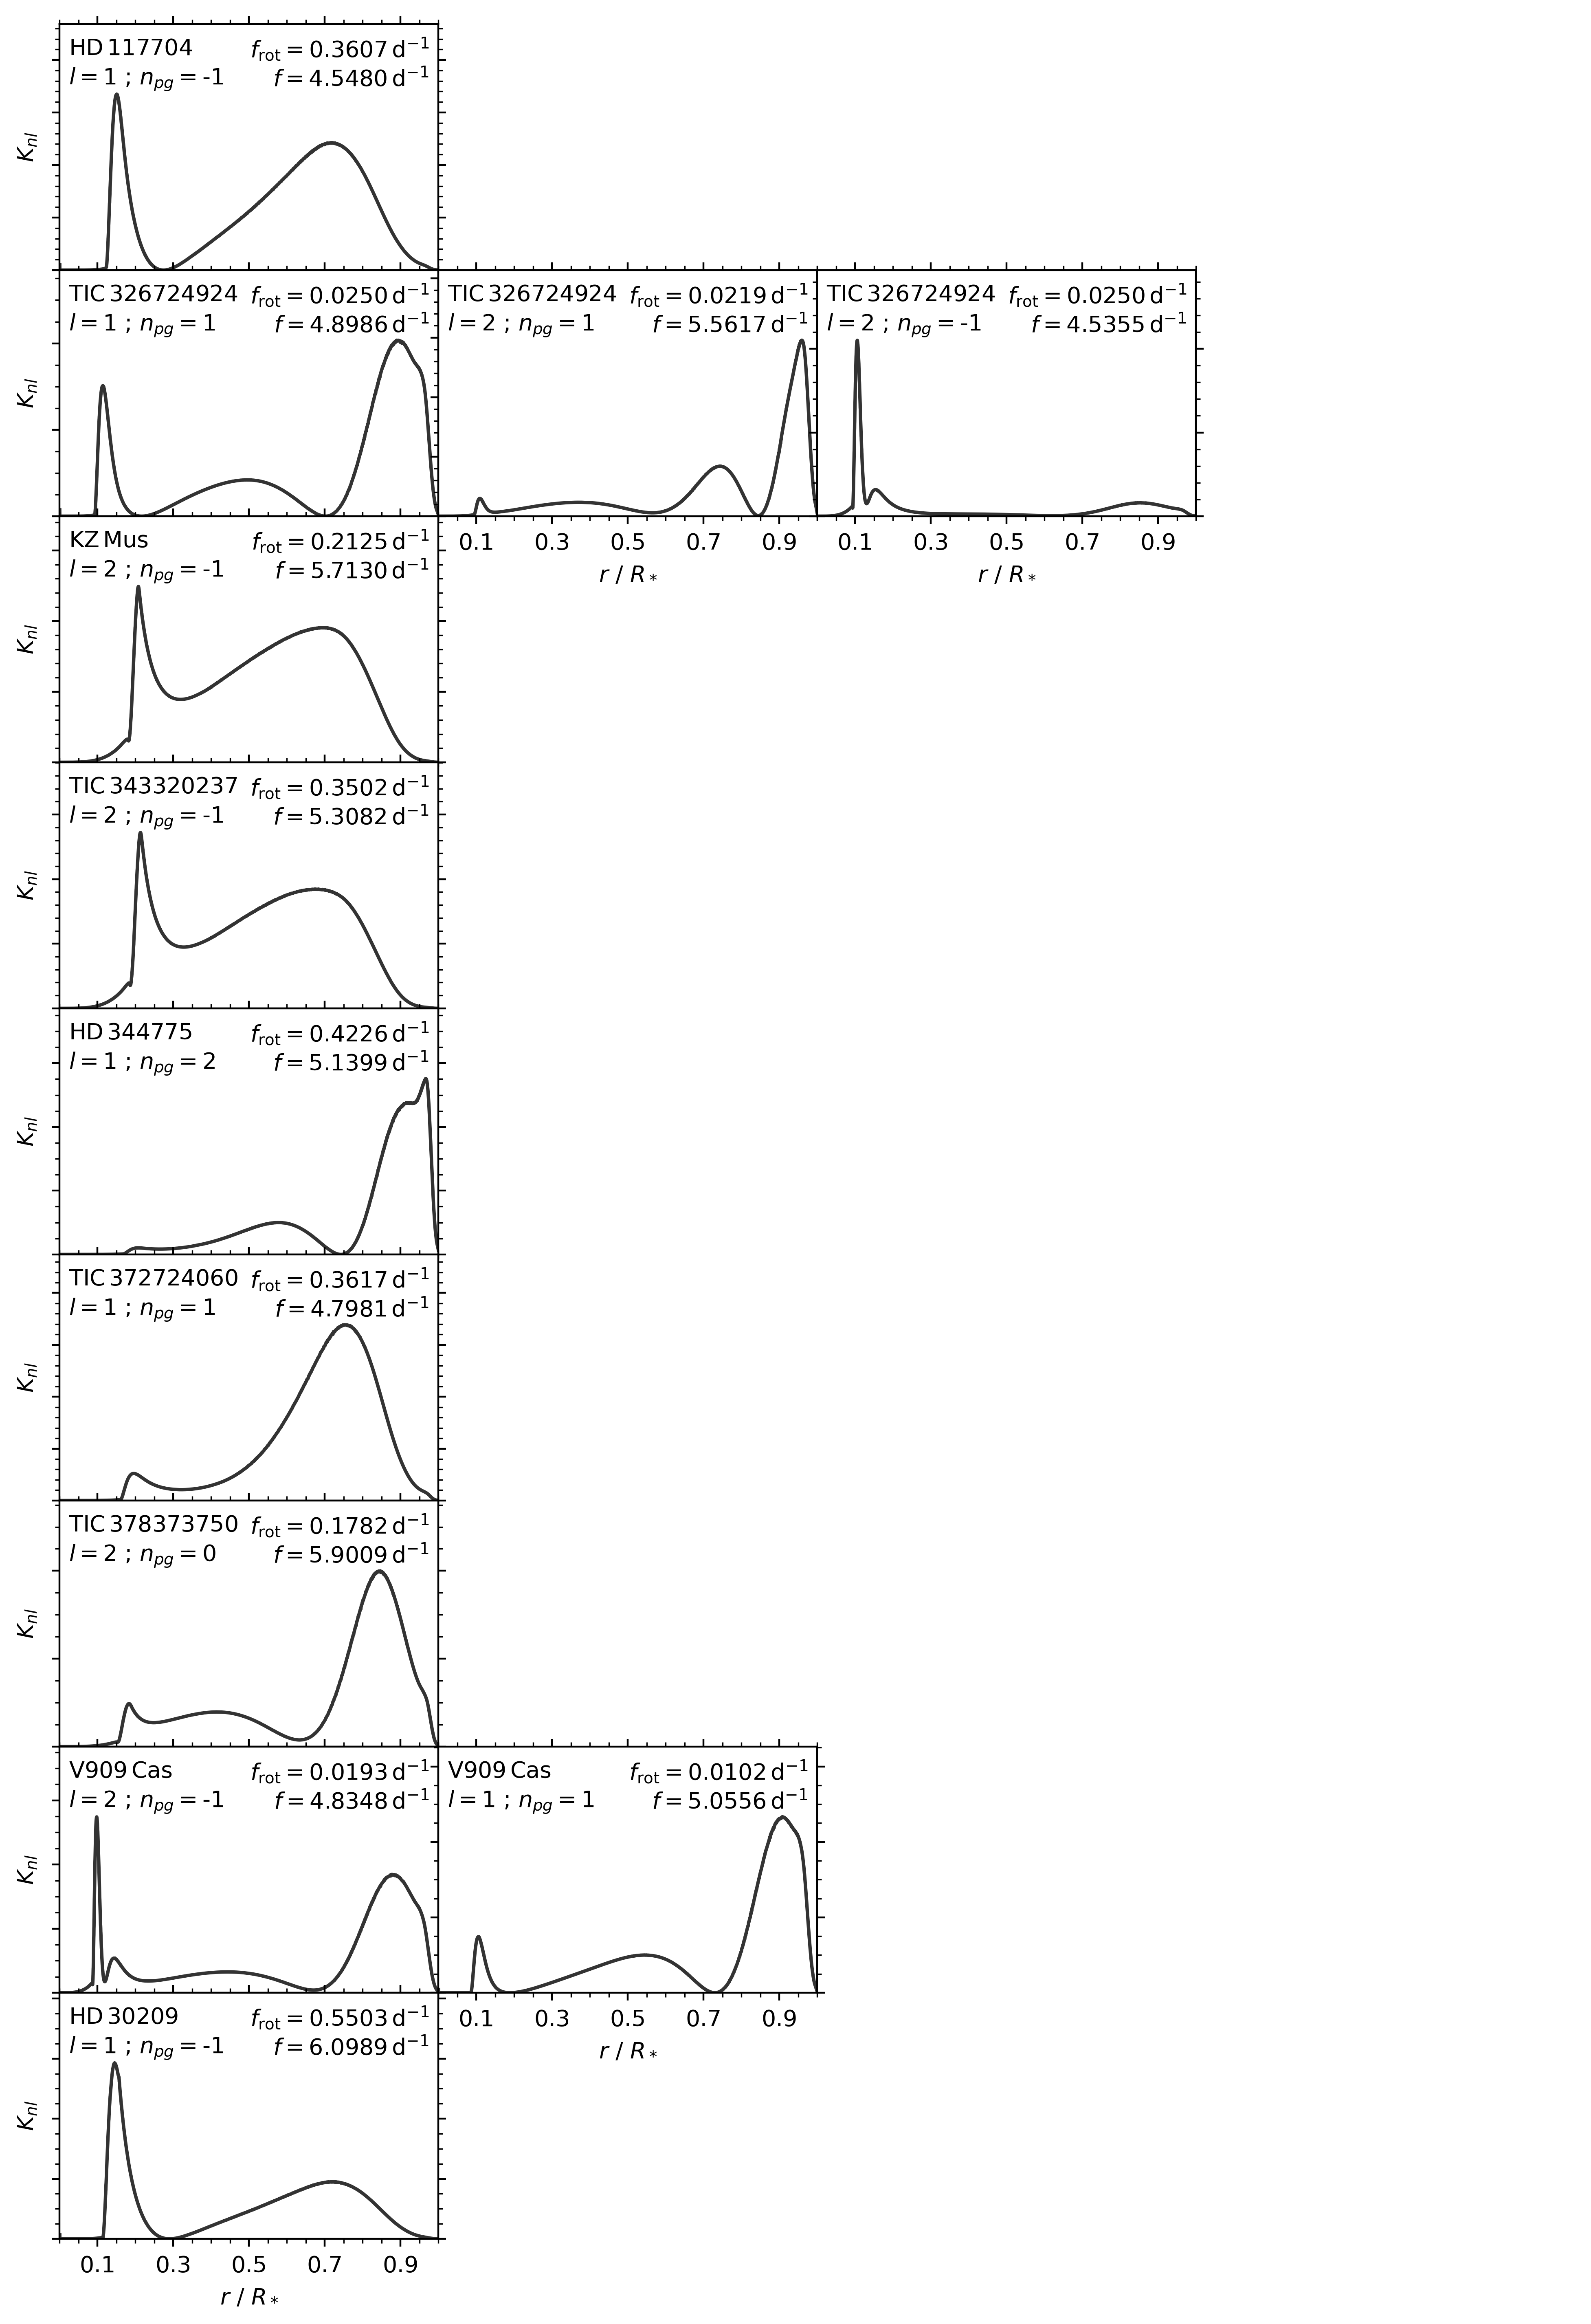 HD 117704 f_rot = 0.3607 d⁻¹
l = 1 ; n_pg = -1 f = 4.5480 d⁻¹
K_nl
TIC 326724924 f_rot = 0.0250 d⁻¹
l = 1 ; n_pg = 1 f = 4.8986 d⁻¹
K_nl
TIC 326724924 f_rot = 0.0219 d⁻¹
l = 2 ; n_pg = 1 f = 5.5617 d⁻¹
0.1 0.3 0.5 0.7 0.9
r / R*
TIC 326724924 f_rot = 0.0250 d⁻¹
l = 2 ; n_pg = -1 f = 4.5355 d⁻¹
0.1 0.3 0.5 0.7 0.9
r / R*
KZ Mus f_rot = 0.2125 d⁻¹
l = 2 ; n_pg = -1 f = 5.7130 d⁻¹
K_nl
TIC 343320237 f_rot = 0.3502 d⁻¹
l = 2 ; n_pg = -1 f = 5.3082 d⁻¹
K_nl
HD 344775 f_rot = 0.4226 d⁻¹
l = 1 ; n_pg = 2 f = 5.1399 d⁻¹
K_nl
TIC 372724060 f_rot = 0.3617 d⁻¹
l = 1 ; n_pg = 1 f = 4.7981 d⁻¹
K_nl
TIC 378373750 f_rot = 0.1782 d⁻¹
l = 2 ; n_pg = 0 f = 5.9009 d⁻¹
K_nl
V909 Cas f_rot = 0.0193 d⁻¹
l = 2 ; n_pg = -1 f = 4.8348 d⁻¹
K_nl
V909 Cas f_rot = 0.0102 d⁻¹
l = 1 ; n_pg = 1 f = 5.0556 d⁻¹
0.1 0.3 0.5 0.7 0.9
r / R*
HD 30209 f_rot = 0.5503 d⁻¹
l = 1 ; n_pg = -1 f = 6.0989 d⁻¹
K_nl
0.1 0.3 0.5 0.7 0.9
r / R*